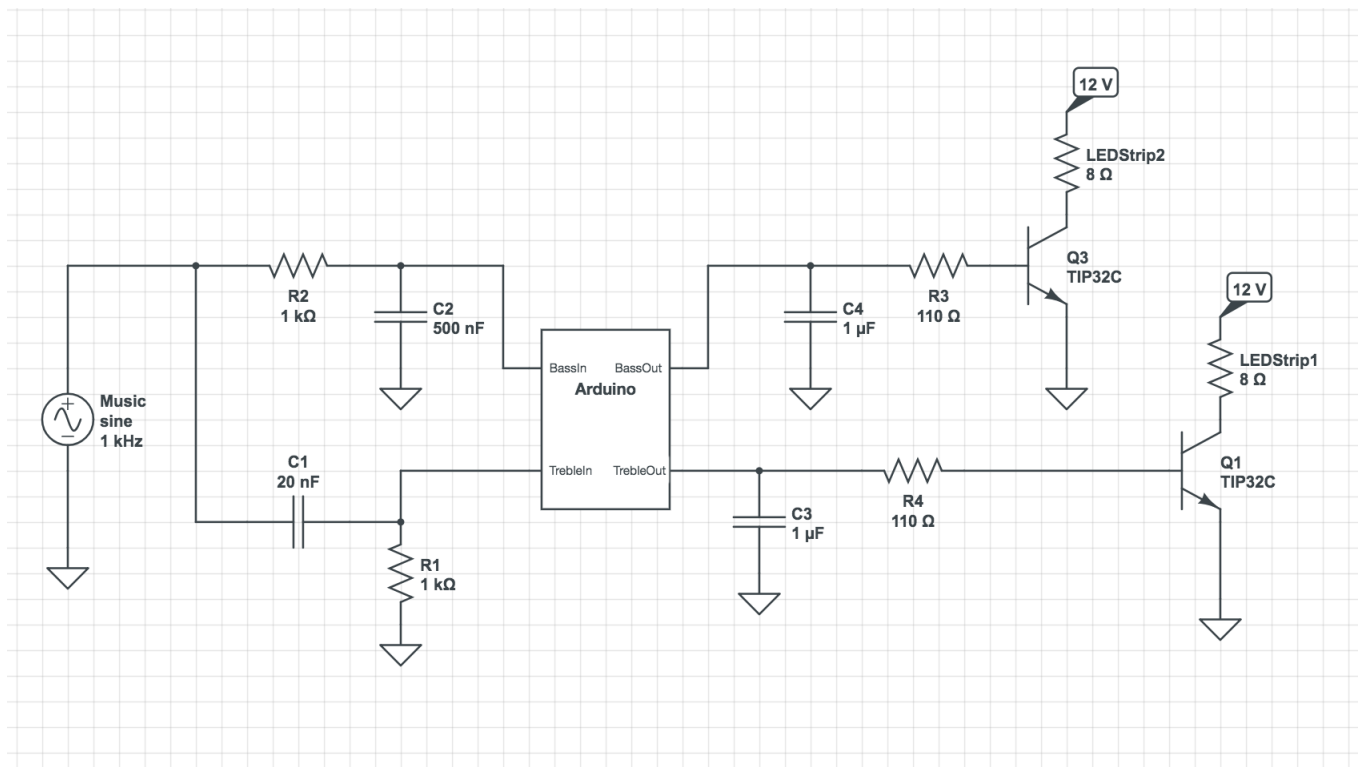 12 V
LEDStrip2
8 Ω
Q3
TIP32C
R2
1 kΩ
C2
500 nF
C4
1 µF
R3
110 Ω
12 V
LEDStrip1
8 Ω
BassIn
BassOut
Arduino
Music
sine
1 kHz
C1
20 nF
TrebleIn
TrebleOut
Q1
TIP32C
R4
110 Ω
C3
1 µF
R1
1 kΩ